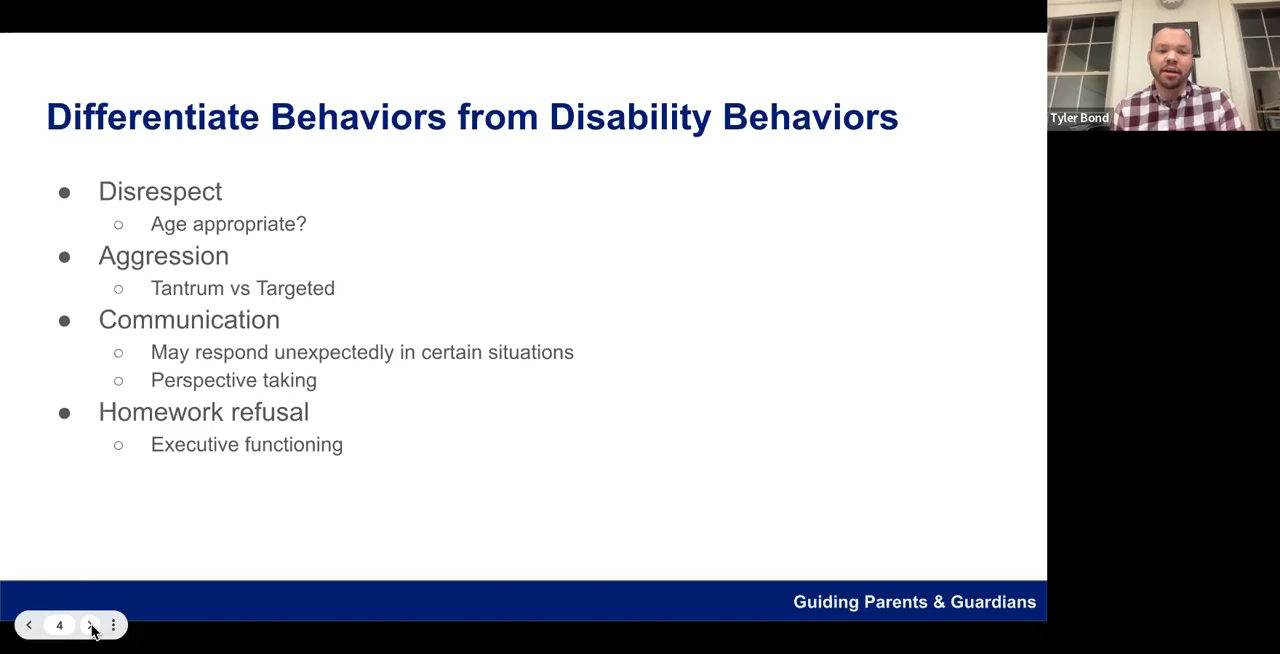 Differentiate Behaviors from Disability Behaviors
● Disrespect
○ Age appropriate?
● Aggression
○ Tantrum vs Targeted
● Communication
○ May respond unexpectedly in certain situations
○ Perspective taking
● Homework refusal
○ Executive functioning
Guiding Parents & Guardians
4
Tyler Bond